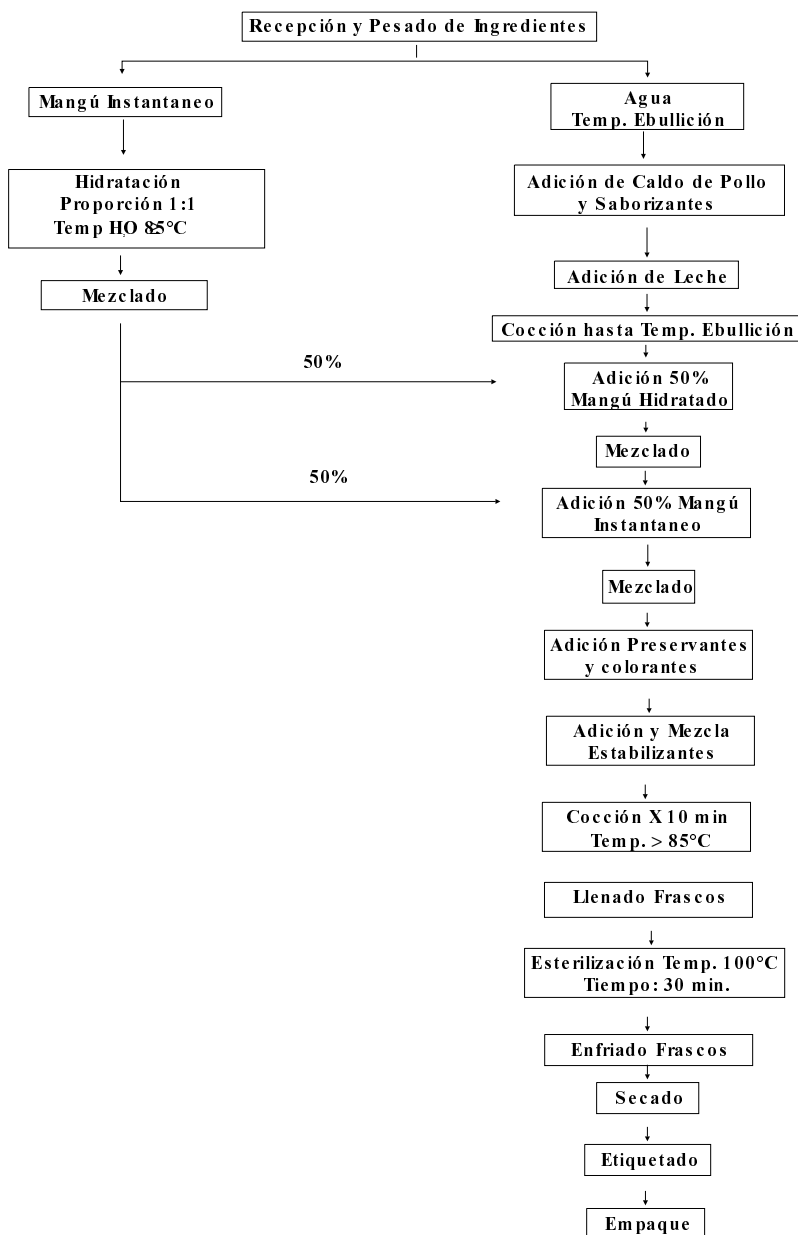 Recepción y Pesado de Ingredientes
Mangú Instantaneo
Agua
Temp. Ebullición
Hidratación
Proporción 1:1
Temp H2O ≥85°C
Adición de Caldo de Pollo
y Saborizantes
Adición de Leche
Mezclado
Cocción hasta Temp. Ebullición
50%
Adición 50%
Mangú Hidratado
Mezclado
50%
Adición 50% Mangú
Instantaneo
Mezclado
Adición Preservantes
y colorantes
Adición y Mezcla
Estabilizantes
Cocción X 10 min
Temp. > 85°C
Llenado Frascos
Esterilización Temp. 100°C
Tiempo: 30 min.
Enfriado Frascos
Secado
Etiquetado
Empaque